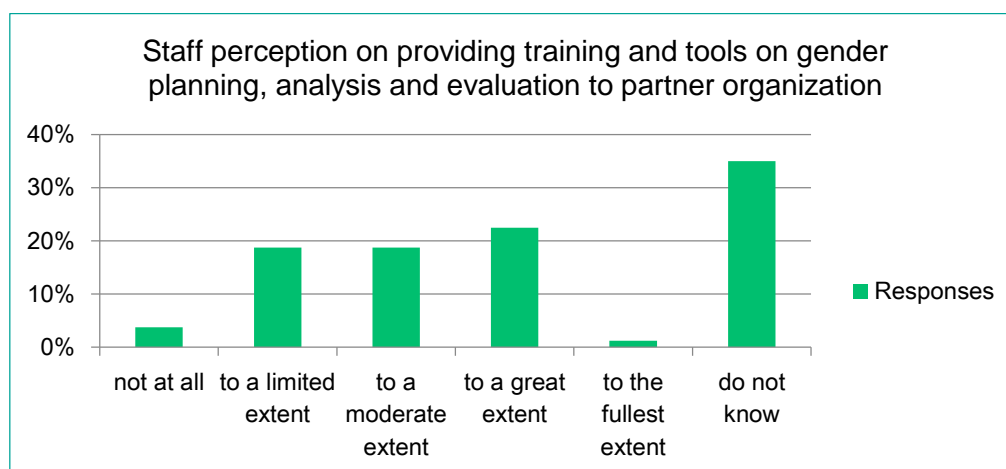 Staff perception on providing training and tools on gender
planning, analysis and evaluation to partner organization
40%
30%
20%
10%
0%
not at all
to a limited
extent
to a
moderate
extent
to a great
extent
to the
fullest
extent
do not
know
Responses